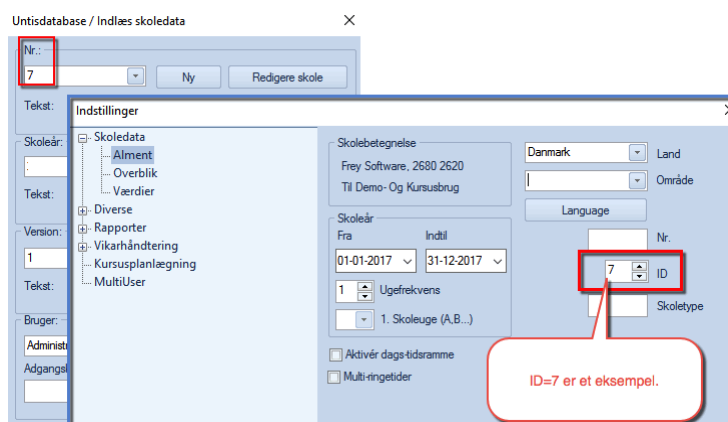 Untisdatabase / Indlæs skoledata
Nr.:
7
Ny
Redigere skole
Tekst:
Skoleår:
Tekst:
Version:
1
Tekst:
Bruger:
Indstillinger
Skoledata
Alment
Overblik
Værdier
Diverse
Rapporter
Vikarhåndtering
Kursusplanlægning
MultiUser
Skolebetegnelse
Frey Software, 2680 2620
Til Demo- Og Kursusbrug
Skoleår
Fra
Indtil
01-01-2017
31-12-2017
1
Ugefrekvens
1. Skoleuge (A,B...)
Aktivér dags-tidsramme
Multi-ringetider
Danmark
Land
Område
Language
Nr.
7
ID
Skoletype
ID=7 er et eksempel.